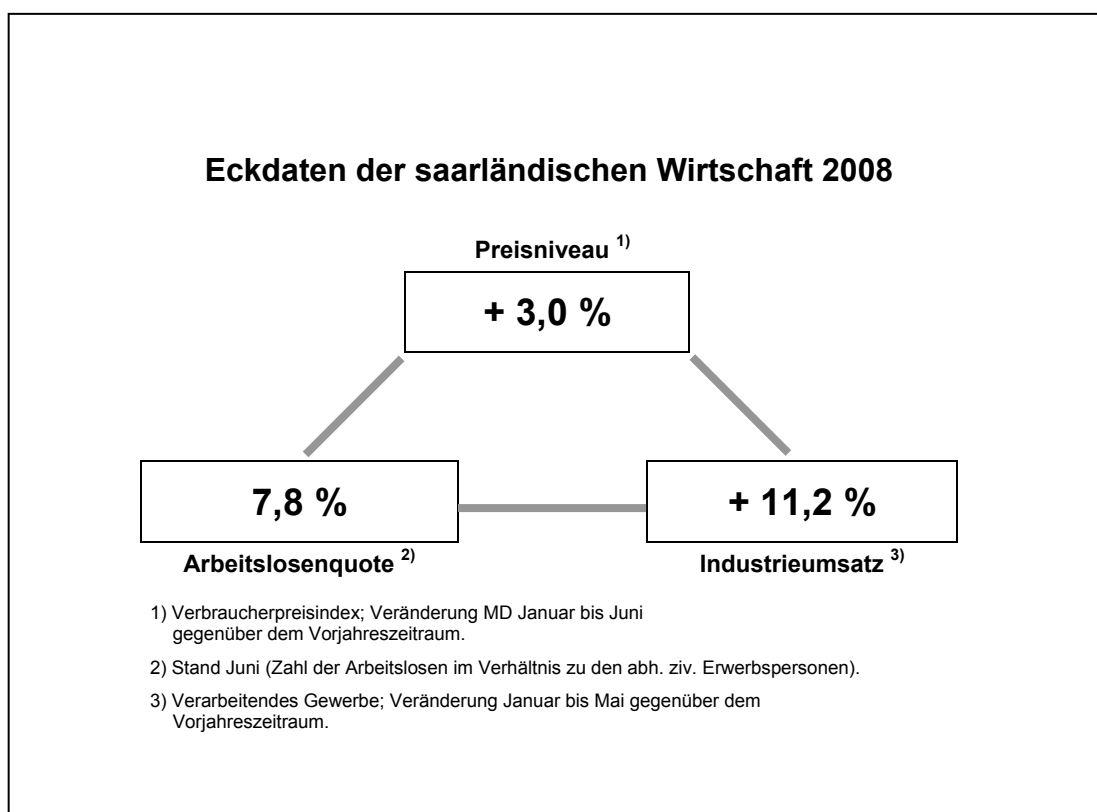 Eckdaten der saarländischen Wirtschaft 2008
Preisniveau 1)
+ 3,0 %
7,8 %
+ 11,2 %
Arbeitslosenquote 2)
Industrieumsatz 3)
1) Verbraucherpreisindex; Veränderung MD Januar bis Juni
gegenüber dem Vorjahreszeitraum.
2) Stand Juni (Zahl der Arbeitslosen im Verhältnis zu den abh. ziv. Erwerbspersonen).
3) Verarbeitendes Gewerbe; Veränderung Januar bis Mai gegenüber dem
Vorjahreszeitraum.